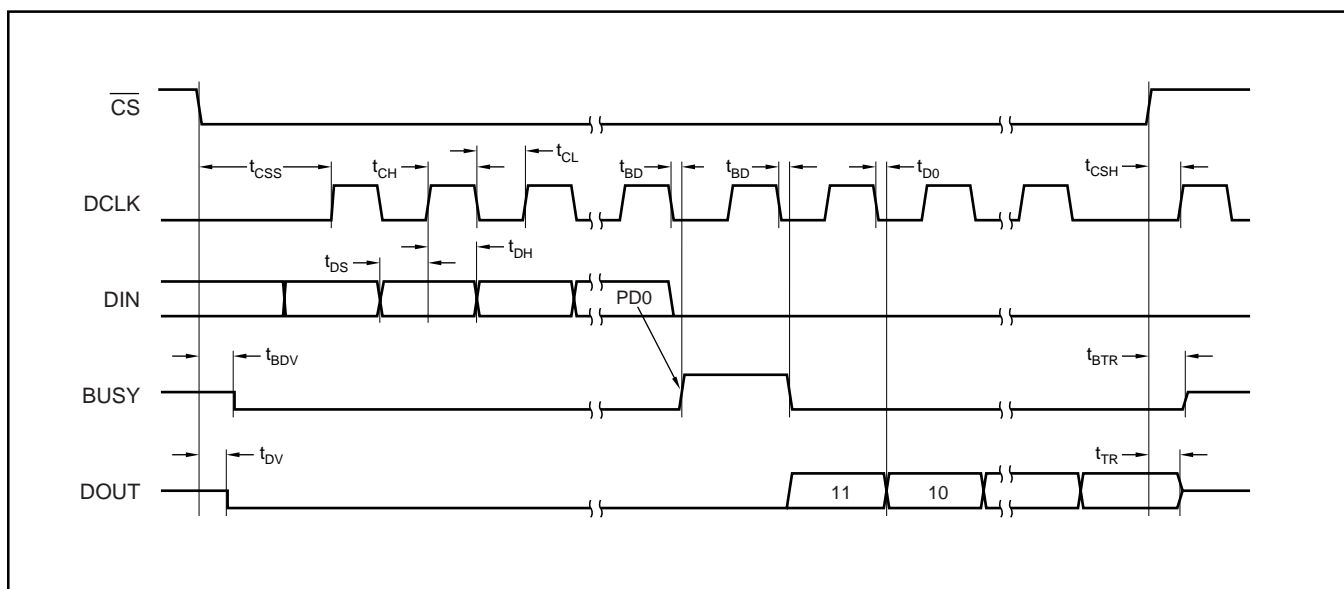 CS
tCSS tCH tCL tBD tBD tD0 tCSH
DCLK
tDS tDH
DIN PD0
tBDV tBTR
BUSY
tDV tTR
DOUT 11 10